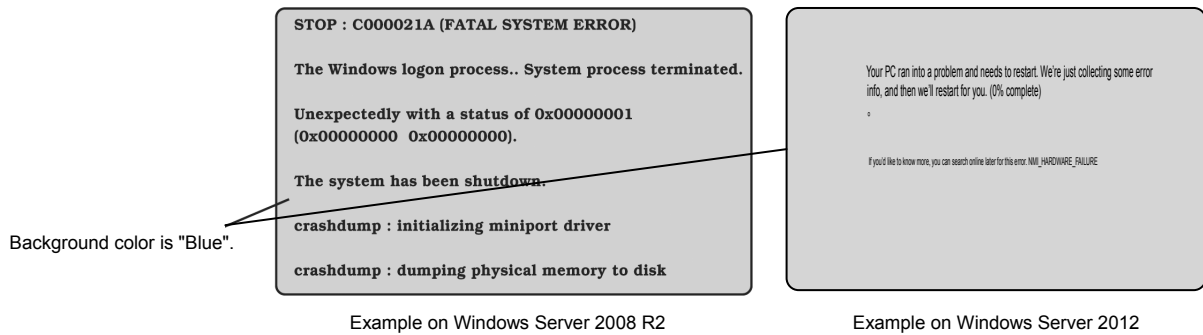 STOP : C000021A (FATAL SYSTEM ERROR)
The Windows logon process.. System process terminated.
Unexpectedly with a status of 0x00000001
(0x00000000  0x00000000).
The system has been shutdown.
crashdump : initializing miniport driver
crashdump : dumping physical memory to disk
Your PC ran into a problem and needs to restart. We're just collecting some error
info, and then we'll restart for you. (0% complete)
If you'd like to know more, you can search online later for this error. NMI_HARDWARE_FAILURE
Background color is "Blue".
Example on Windows Server 2008 R2
Example on Windows Server 2012